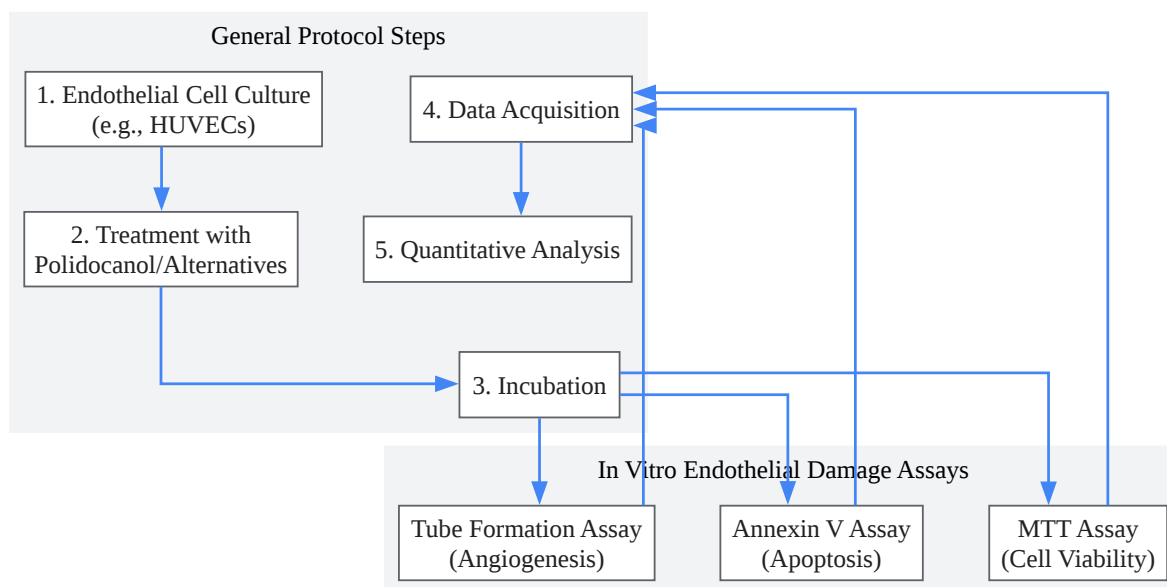 General Protocol Steps
1. Endothelial Cell Culture
(e.g., HUVECs)
4. Data Acquisition
2. Treatment with
Polidocanol/Alternatives
5. Quantitative Analysis
3. Incubation
In Vitro Endothelial Damage Assays
Tube Formation Assay
(Angiogenesis)
Annexin V Assay
(Apoptosis)
MTT Assay
(Cell Viability)